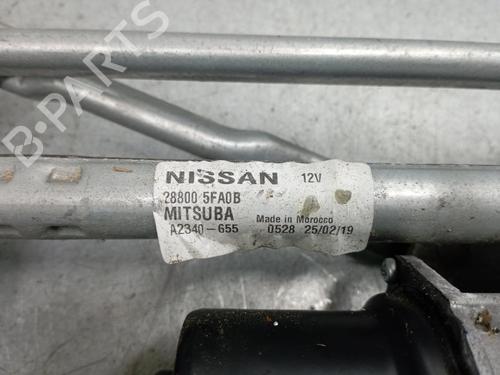 B-PARTS
NISSAN 12V
28800 5FA0B
MITSUBA Made in Morocco
A2340-655 0528 25/02/19